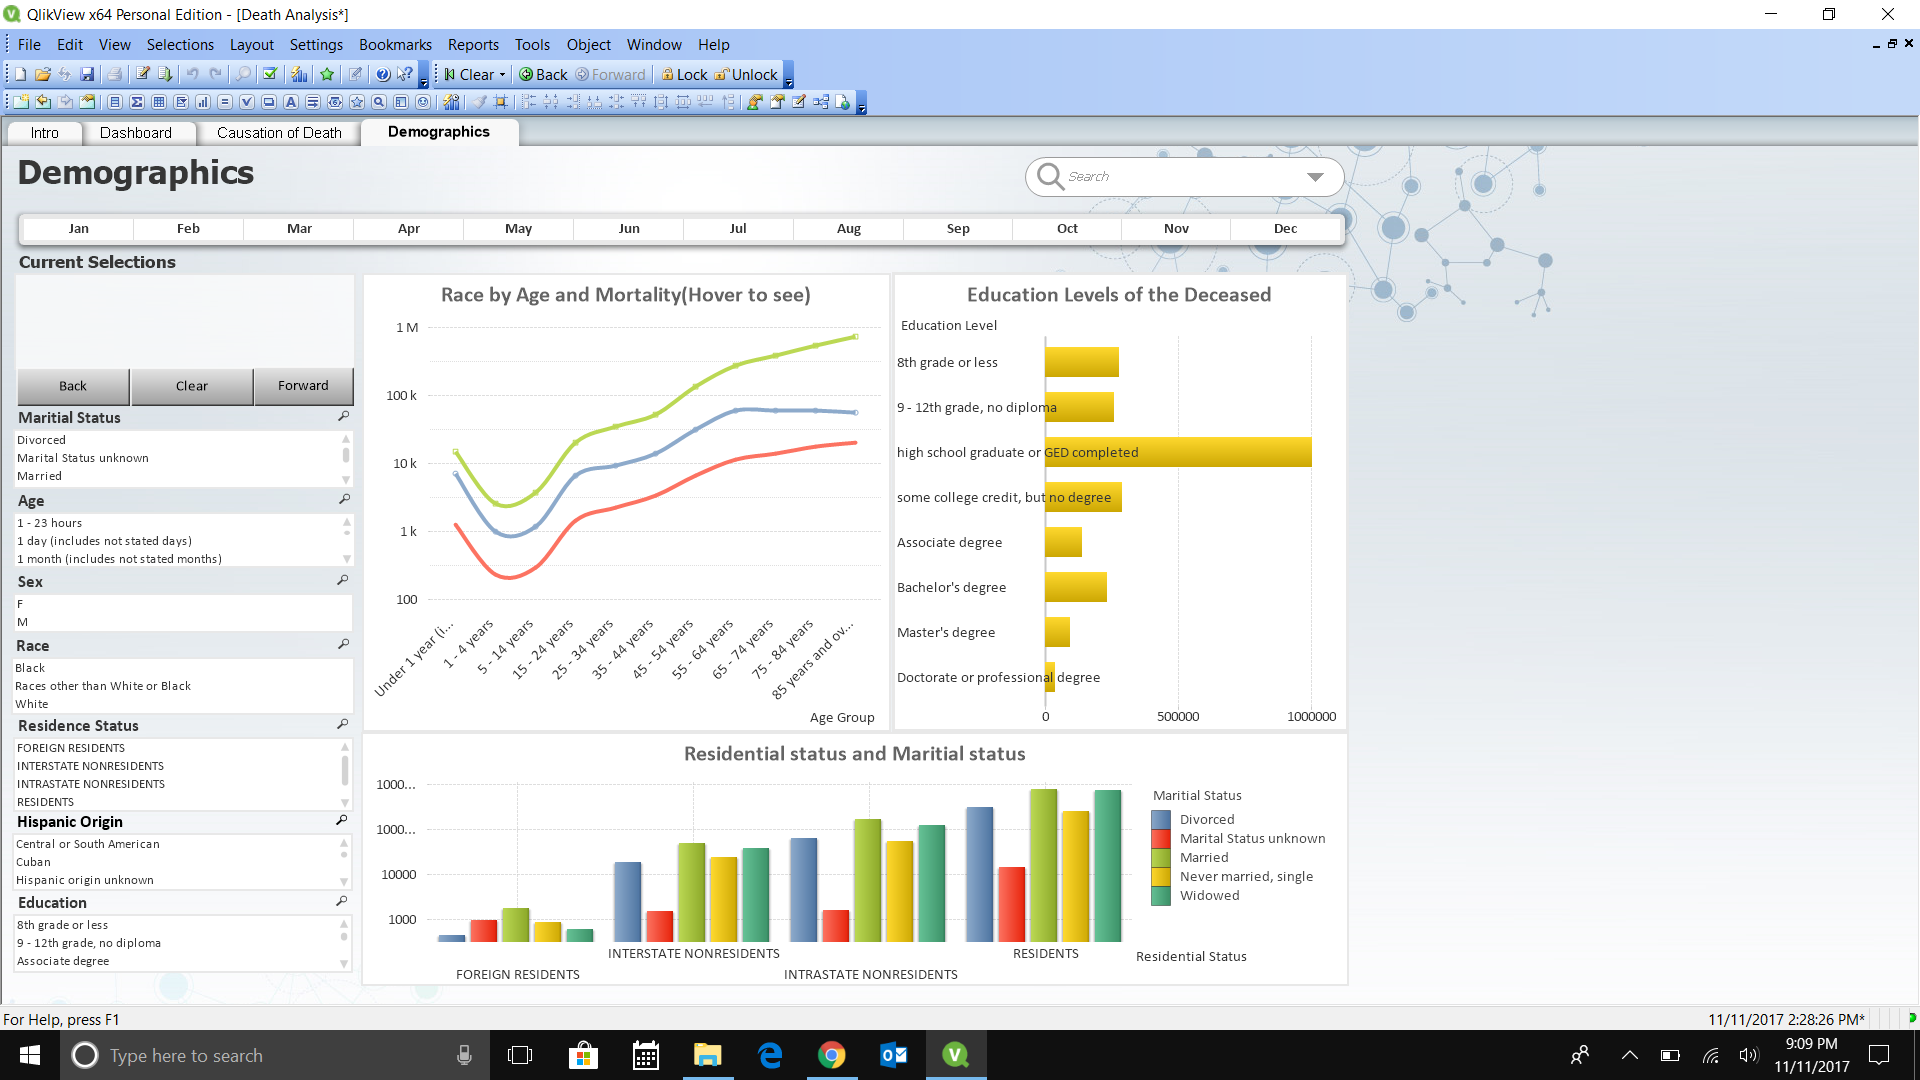 QlikView x64 Personal Edition - [Death Analysis*]
File Edit View Selections Layout Settings Bookmarks Reports Tools Object Window Help
Clear Back Forward Lock Unlock
Intro Dashboard Causation of Death Demographics
Demographics
Search
Jan Feb Mar Apr May Jun Jul Aug Sep Oct Nov Dec
Current Selections
Back Clear Forward
Maritial Status
Divorced
Marital Status unknown
Married
Age
1 - 23 hours
1 day (includes not stated days)
1 month (includes not stated months)
Sex
F
M
Race
Black
Races other than White or Black
White
Residence Status
FOREIGN RESIDENTS
INTERSTATE NONRESIDENTS
INTRASTATE NONRESIDENTS
RESIDENTS
Hispanic Origin
Central or South American
Cuban
Hispanic origin unknown
Education
8th grade or less
9 - 12th grade, no diploma
Associate degree
Race by Age and Mortality(Hover to see)
1 M
100 k
10 k
1 k
100
Under 1 year (i...
1 - 4 years
5 - 14 years
15 - 24 years
25 - 34 years
35 - 44 years
45 - 54 years
55 - 64 years
65 - 74 years
75 - 84 years
85 years and ov...
Age Group
Education Levels of the Deceased
Education Level
8th grade or less
9 - 12th grade, no diploma
high school graduate or GED completed
some college credit, but no degree
Associate degree
Bachelor's degree
Master's degree
Doctorate or professional degree
0 500000 1000000
Residential status and Maritial status
1000...
1000...
10000
1000
FOREIGN RESIDENTS
INTERSTATE NONRESIDENTS
INTRASTATE NONRESIDENTS
RESIDENTS
Residential Status
Maritial Status
Divorced
Marital Status unknown
Married
Never married, single
Widowed
For Help, press F1
11/11/2017 2:28:26 PM*
Type here to search
9:09 PM
11/11/2017